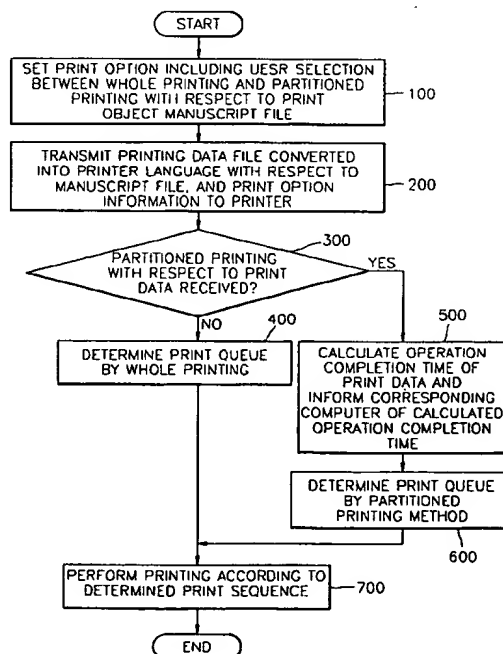 START
SET PRINT OPTION INCLUDING UESR SELECTION
BETWEEN WHOLE PRINTING AND PARTITIONED
PRINTING WITH RESPECT TO PRINT
OBJECT MANUSCRIPT FILE
100
TRANSMIT PRINTING DATA FILE CONVERTED
INTO PRINTER LANGUAGE WITH RESPECT TO
MANUSCRIPT FILE, AND PRINT OPTION
INFORMATION TO PRINTER
200
300
PARTITIONED PRINTING
WITH RESPECT TO PRINT
DATA RECEIVED?
YES
NO
400
DETERMINE PRINT QUEUE
BY WHOLE PRINTING
500
CALCULATE OPERATION
COMPLETION TIME OF
PRINT DATA AND
INFORM CORRESPONDING
COMPUTER OF CALCULATED
OPERATION COMPLETION
TIME
DETERMINE PRINT QUEUE
BY PARTITIONED
PRINTING METHOD
600
PERFORM PRINTING ACCORDING TO
DETERMINED PRINT SEQUENCE
700
END